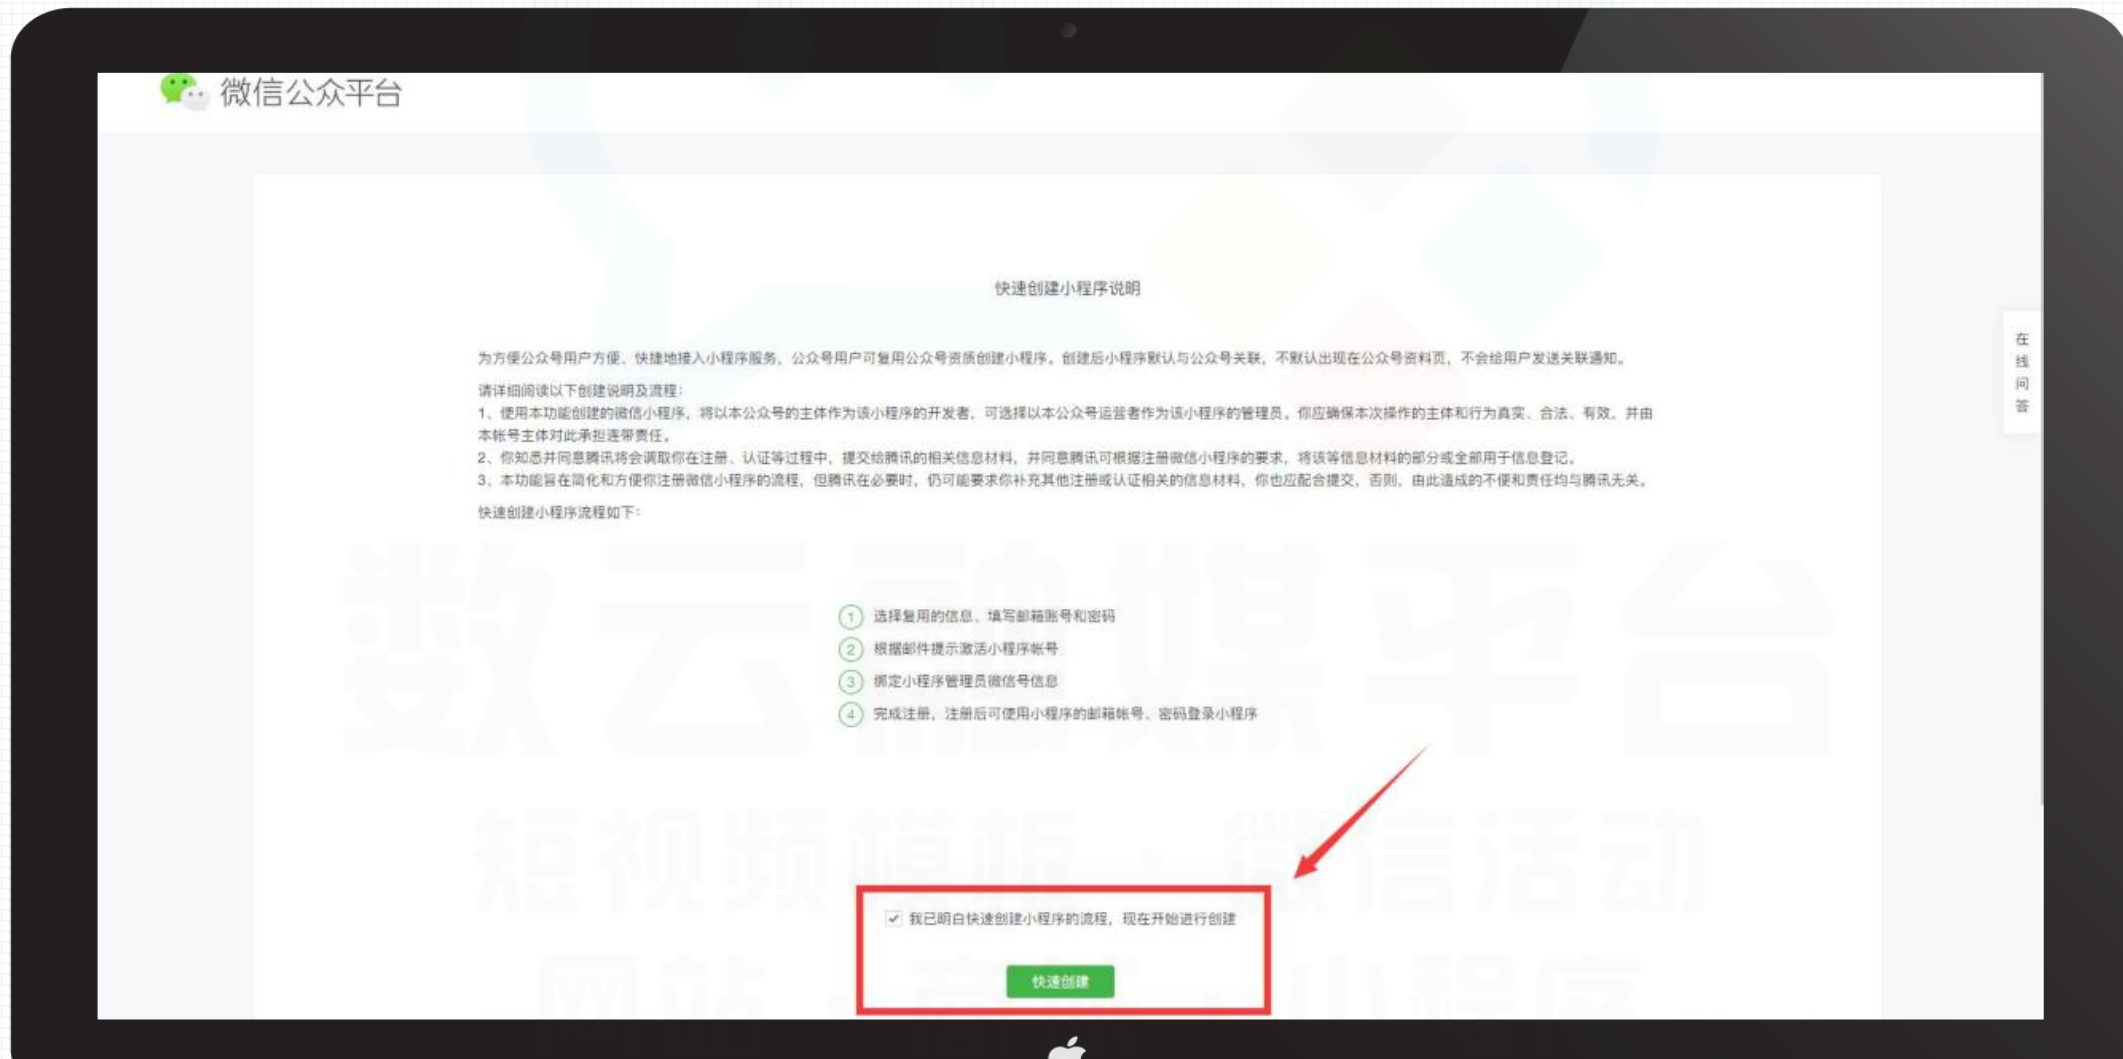 微信公众平台
快速创建小程序说明
为方便公众号用户方便、快捷地接入小程序服务，公众号用户可复用公众号资质创建小程序。创建后小程序默认与公众号关联，不默认出现在公众号资料页，不会给用户发送关联通知。
请详细阅读以下创建说明及流程：
1、使用本功能创建的微信小程序，将以本公众号的主体作为该小程序的开发者，可选择以本公众号运营者作为该小程序的管理员。你应确保本次操作的主体和行为真实、合法、有效，并由
本帐号主体对此承担连带责任。
2、你知悉并同意腾讯将会调取你在注册、认证等过程中，提交给腾讯的相关信息材料，并同意腾讯可根据注册微信小程序的要求，将该等信息材料的部分或全部用于信息登记。
3、本功能旨在简化和方便你注册微信小程序的流程，但腾讯在必要时，仍可能要求你补充其他注册或认证相关的信息材料，你也应配合提交，否则，由此造成的不便和责任均与腾讯无关。
快速创建小程序流程如下：
1 选择复用的信息、填写邮箱账号和密码
2 根据邮件提示激活小程序帐号
3 绑定小程序管理员微信号信息
4 完成注册，注册后可使用小程序的邮箱帐号、密码登录小程序
我已明白快速创建小程序的流程，现在开始进行创建
快速创建
在
线
问
答
数云融媒平台
短视频模板·微信活动